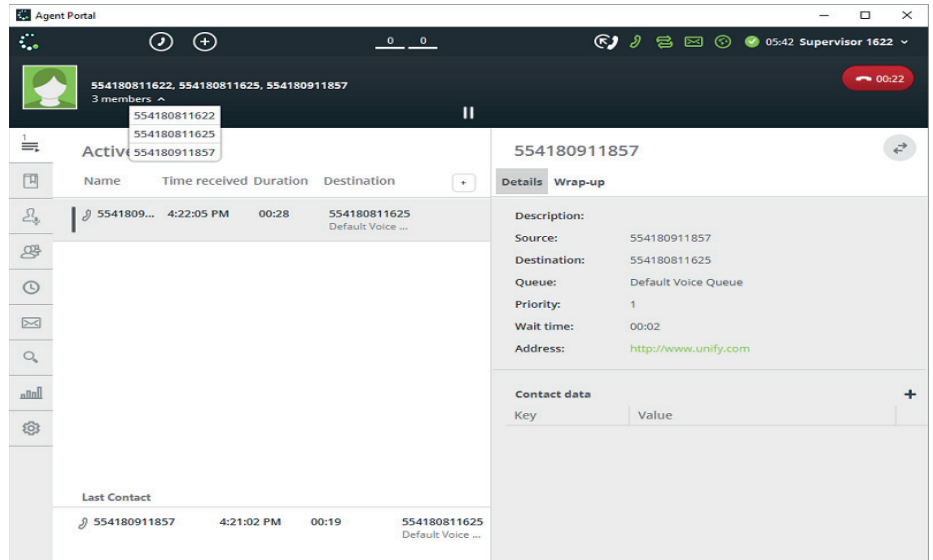 Agent Portal
0 0
05:42 Supervisor 1622
554180811622, 554180811625, 554180911857
00:22
3 members
554180811622
554180811625
554180911857
1
Name Time received Duration Destination
+
5541809... 4:22:05 PM 00:28 554180811625
Default Voice ...
Last Contact
554180911857 4:21:02 PM 00:19 554180811625
Default Voice ...
554180911857
Details Wrap-up
Description:
Source: 554180911857
Destination: 554180811625
Queue: Default Voice Queue
Priority: 1
Wait time: 00:02
Address: http://www.unify.com
Contact data +
Key Value